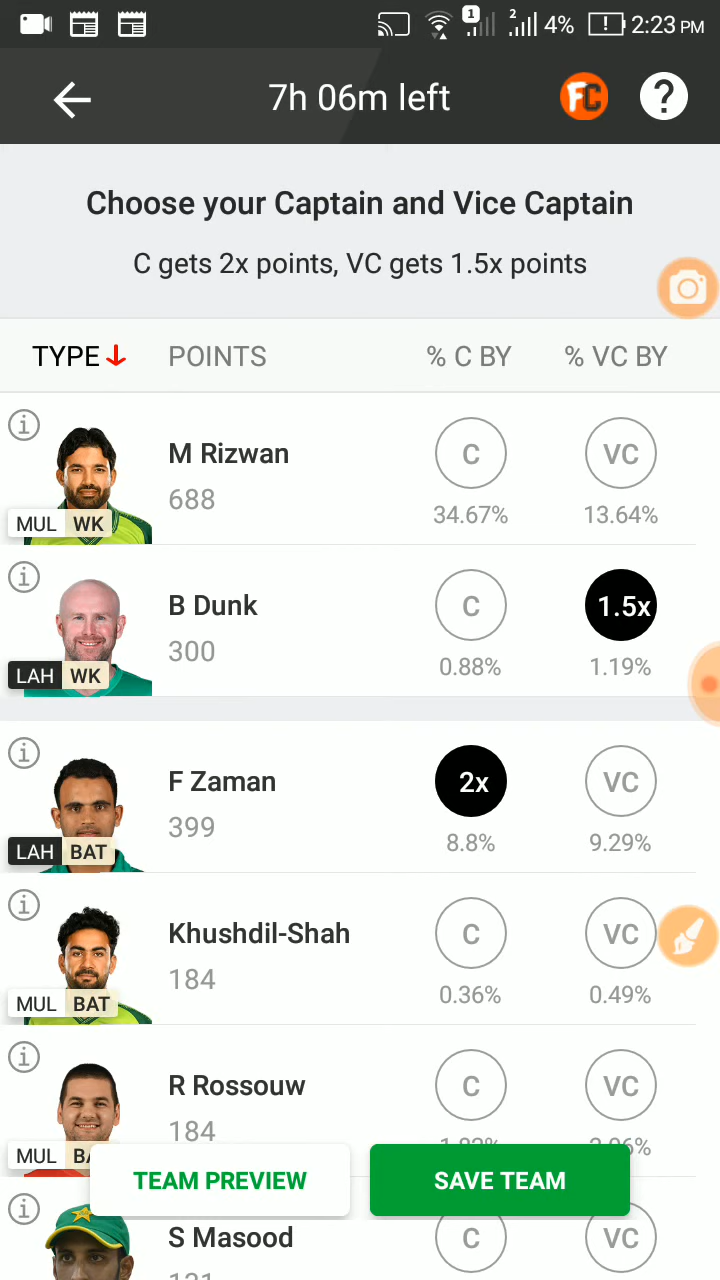 1 2 4% 2:23 PM
7h 06m left FC ?
Choose your Captain and Vice Captain
C gets 2x points, VC gets 1.5x points
TYPE POINTS % C BY % VC BY
M Rizwan C VC
688 34.67% 13.64%
MUL WK
B Dunk C 1.5x
300 0.88% 1.19%
LAH WK
F Zaman 2x VC
399 8.8% 9.29%
LAH BAT
Khushdil-Shah C VC
184 0.36% 0.49%
MUL BAT
R Rossouw C VC
184
MUL
TEAM PREVIEW SAVE TEAM
S Masood C VC